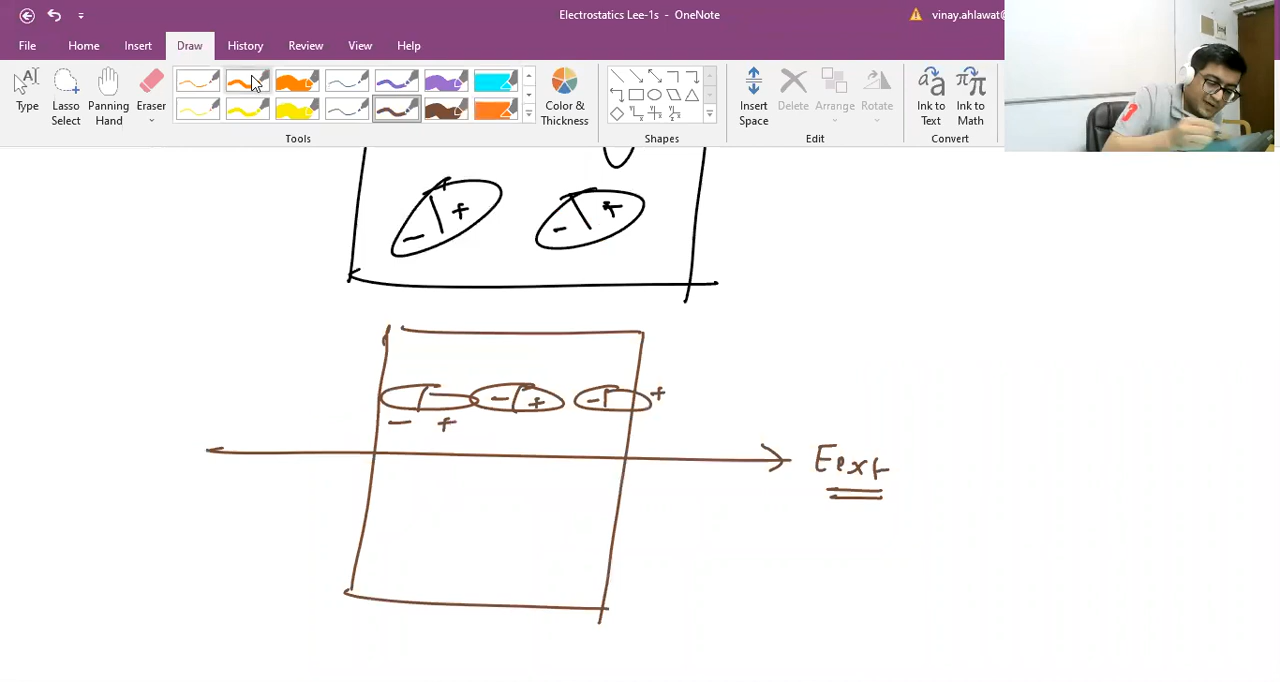 Electrostatics Lee-1s - OneNote
vinay.ahlawat@
File Home Insert Draw History Review View Help
Type
Lasso Select
Panning Hand
Eraser
Color & Thickness
Insert Space
Delete
Arrange
Rotate
Ink to Text
Ink to Math
Tools
Shapes
Edit
Convert
- + - +
- + - + - +
Eext